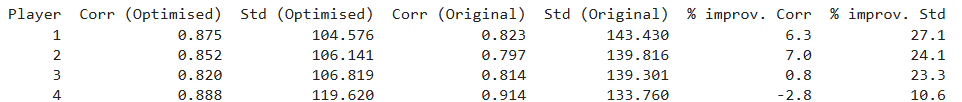 Player Corr (Optimised) Std (Optimised) Corr (Original) Std (Original) % improv. Corr % improv. Std
1 0.875 104.576 0.823 143.430 6.3 27.1
2 0.852 106.141 0.797 139.816 7.0 24.1
3 0.820 106.819 0.814 139.301 0.8 23.3
4 0.888 119.620 0.914 133.760 -2.8 10.6